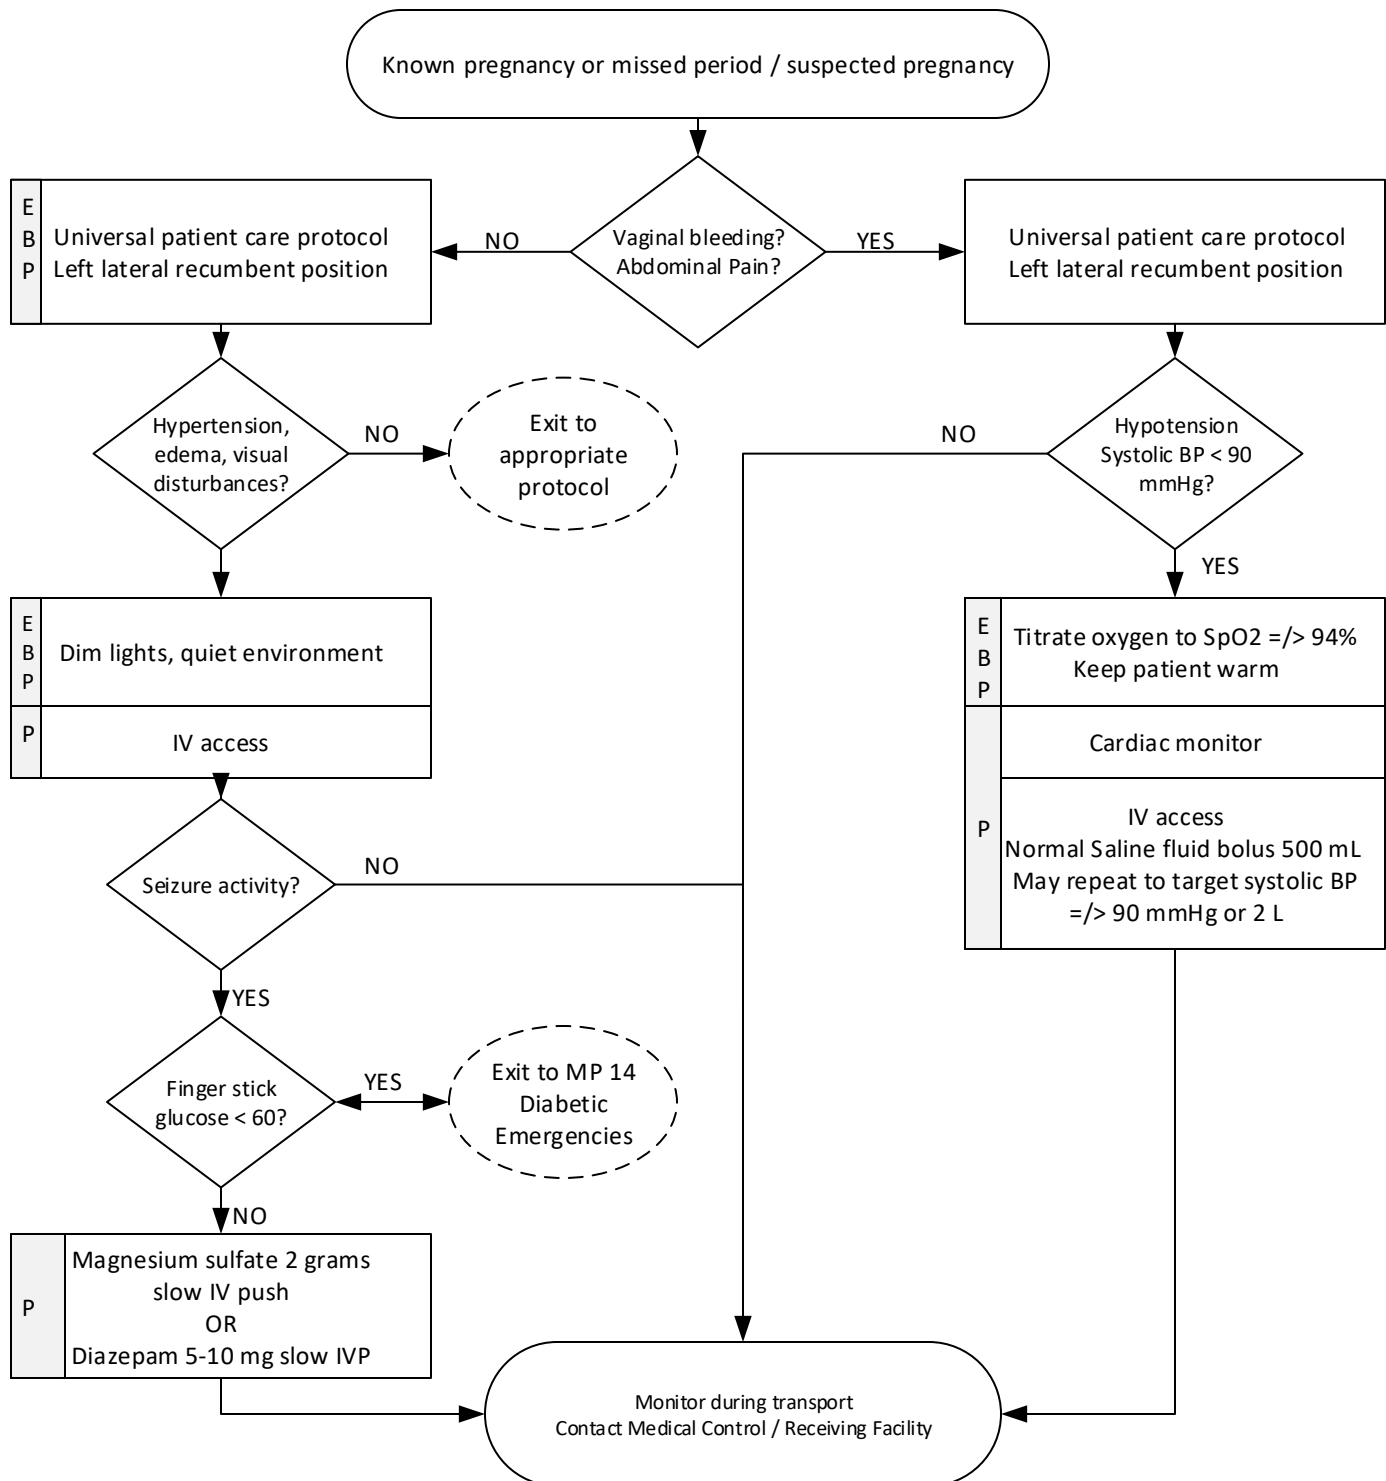 Known pregnancy or missed period / suspected pregnancy
E
B
P
Universal patient care protocol
Left lateral recumbent position
NO
Vaginal bleeding?
Abdominal Pain?
YES
Universal patient care protocol
Left lateral recumbent position
Hypertension,
edema, visual
disturbances?
NO
Exit to
appropriate
protocol
NO
Hypotension
Systolic BP < 90
mmHg?
YES
E
B
P
Dim lights, quiet environment
P
IV access
E
B
P
Titrate oxygen to SpO2 =/> 94%
Keep patient warm
Cardiac monitor
P
IV access
Normal Saline fluid bolus 500 mL
May repeat to target systolic BP
=/> 90 mmHg or 2 L
Seizure activity?
NO
YES
Finger stick
glucose < 60?
YES
Exit to MP 14
Diabetic
Emergencies
NO
P
Magnesium sulfate 2 grams
slow IV push
OR
Diazepam 5-10 mg slow IVP
Monitor during transport
Contact Medical Control / Receiving Facility